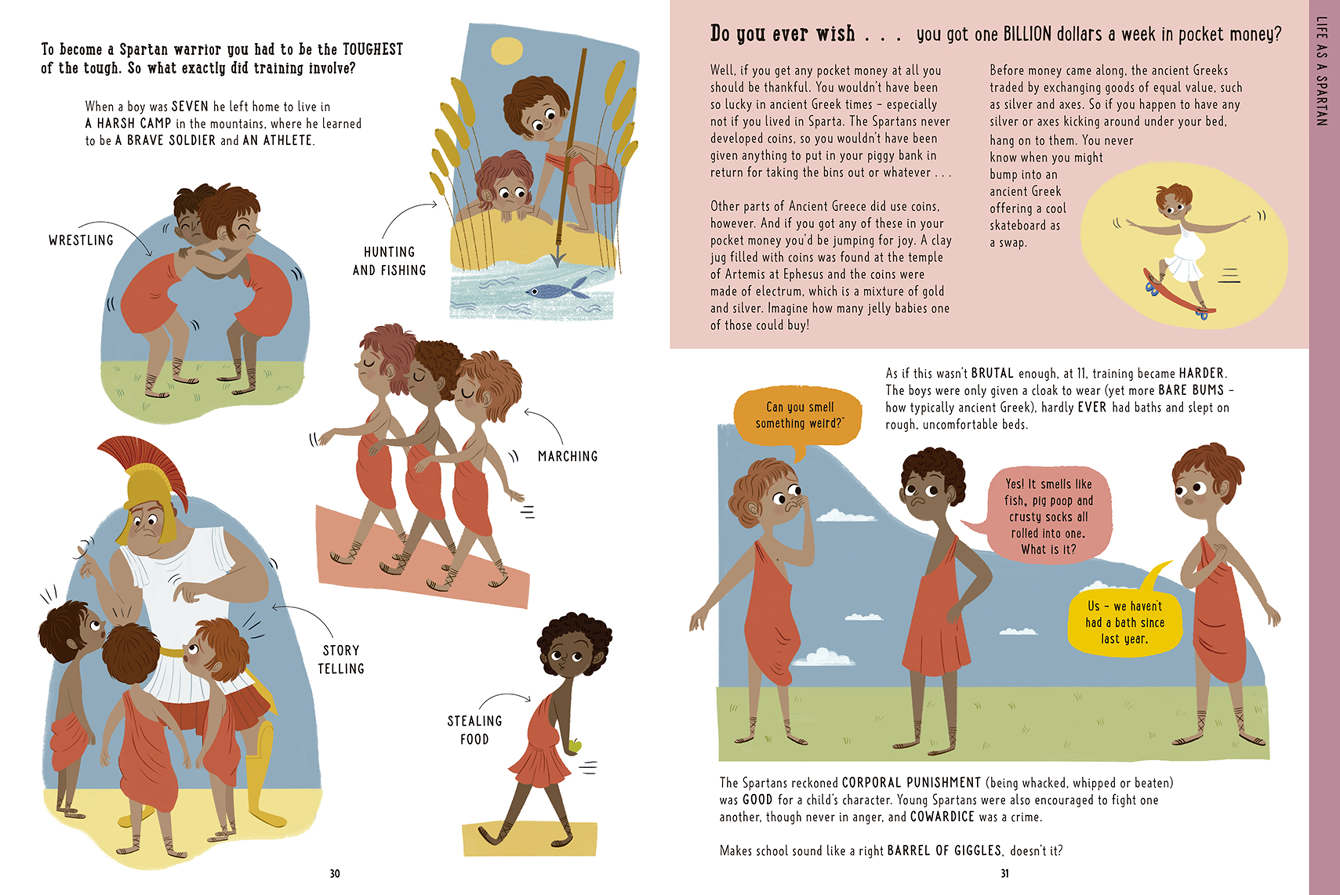 To become a Spartan warrior you had to be the TOUGHEST
of the tough. So what exactly did training involve?
When a boy was SEVEN he left home to live in
A HARSH CAMP in the mountains, where he learned
to be A BRAVE SOLDIER and AN ATHLETE.
WRESTLING
HUNTING
AND FISHING
MARCHING
STORY
TELLING
STEALING
FOOD
30
Do you ever wish . . . you got one BILLION dollars a week in pocket money?
Well, if you get any pocket money at all you
should be thankful. You wouldn't have been
so lucky in ancient Greek times – especially
not if you lived in Sparta. The Spartans never
developed coins, so you wouldn't have been
given anything to put in your piggy bank in
return for taking the bins out or whatever . . .
Other parts of Ancient Greece did use coins,
however. And if you got any of these in your
pocket money you'd be jumping for joy. A clay
jug filled with coins was found at the temple
of Artemis at Ephesus and the coins were
made of electrum, which is a mixture of gold
and silver. Imagine how many jelly babies one
of those could buy!
Before money came along, the ancient Greeks
traded by exchanging goods of equal value, such
as silver and axes. So if you happen to have any
silver or axes kicking around under your bed,
hang on to them. You never
know when you might
bump into an
ancient Greek
offering a cool
skateboard as
a swap.
LIFE AS A SPARTAN
As if this wasn't BRUTAL enough, at 11, training became HARDER.
The boys were only given a cloak to wear (yet more BARE BUMS –
how typically ancient Greek), hardly EVER had baths and slept on
rough, uncomfortable beds.
Can you smell
something weird?"
Yes! It smells like
fish, pig poop and
crusty socks all
rolled into one.
What is it?
Us – we haven't
had a bath since
last year.
The Spartans reckoned CORPORAL PUNISHMENT (being whacked, whipped or beaten)
was GOOD for a child's character. Young Spartans were also encouraged to fight one
another, though never in anger, and COWARDICE was a crime.
Makes school sound like a right BARREL OF GIGGLES, doesn't it?
31